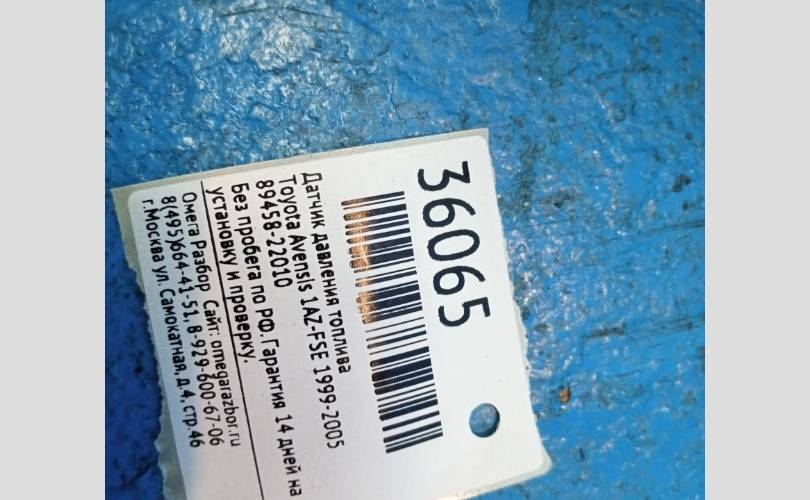 36065
Датчик давления топлива
Toyota Avensis 1AZ-FSE 1999-2005
89458-22010
Без пробега по РФ.Гарантия 14 дней на
установку и проверку.
Омега Разбор Сайт: omegarazbor.ru
8(495)664-41-51, 8-929-600-67-06
г.Москва ул. Самокатная, д.4, стр.46